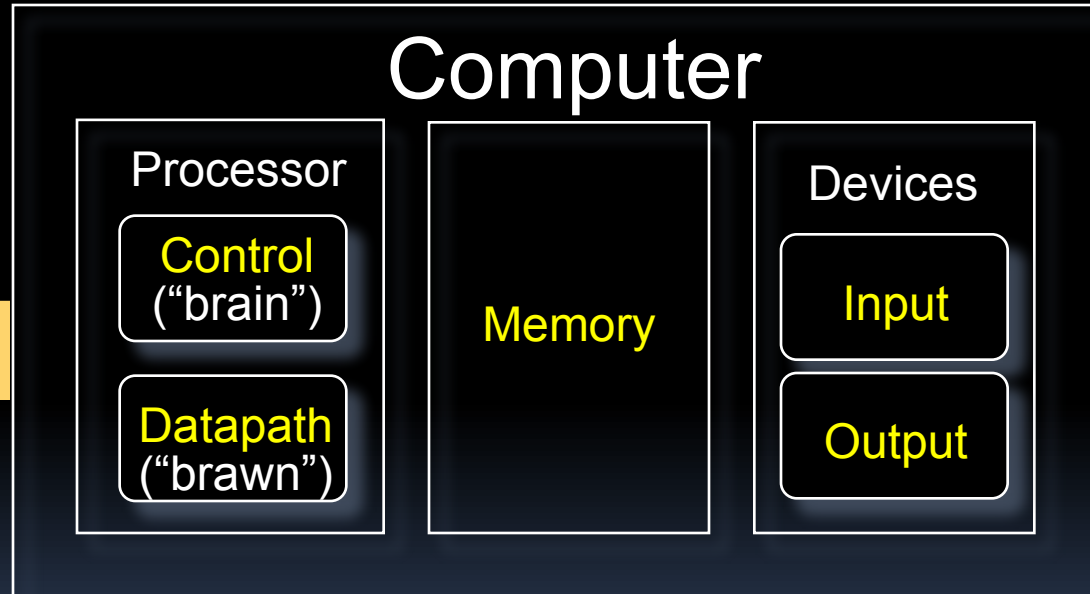 Computer
Processor
Control
(“brain”)
Datapath
(“brawn”)
Memory
Devices
Input
Output